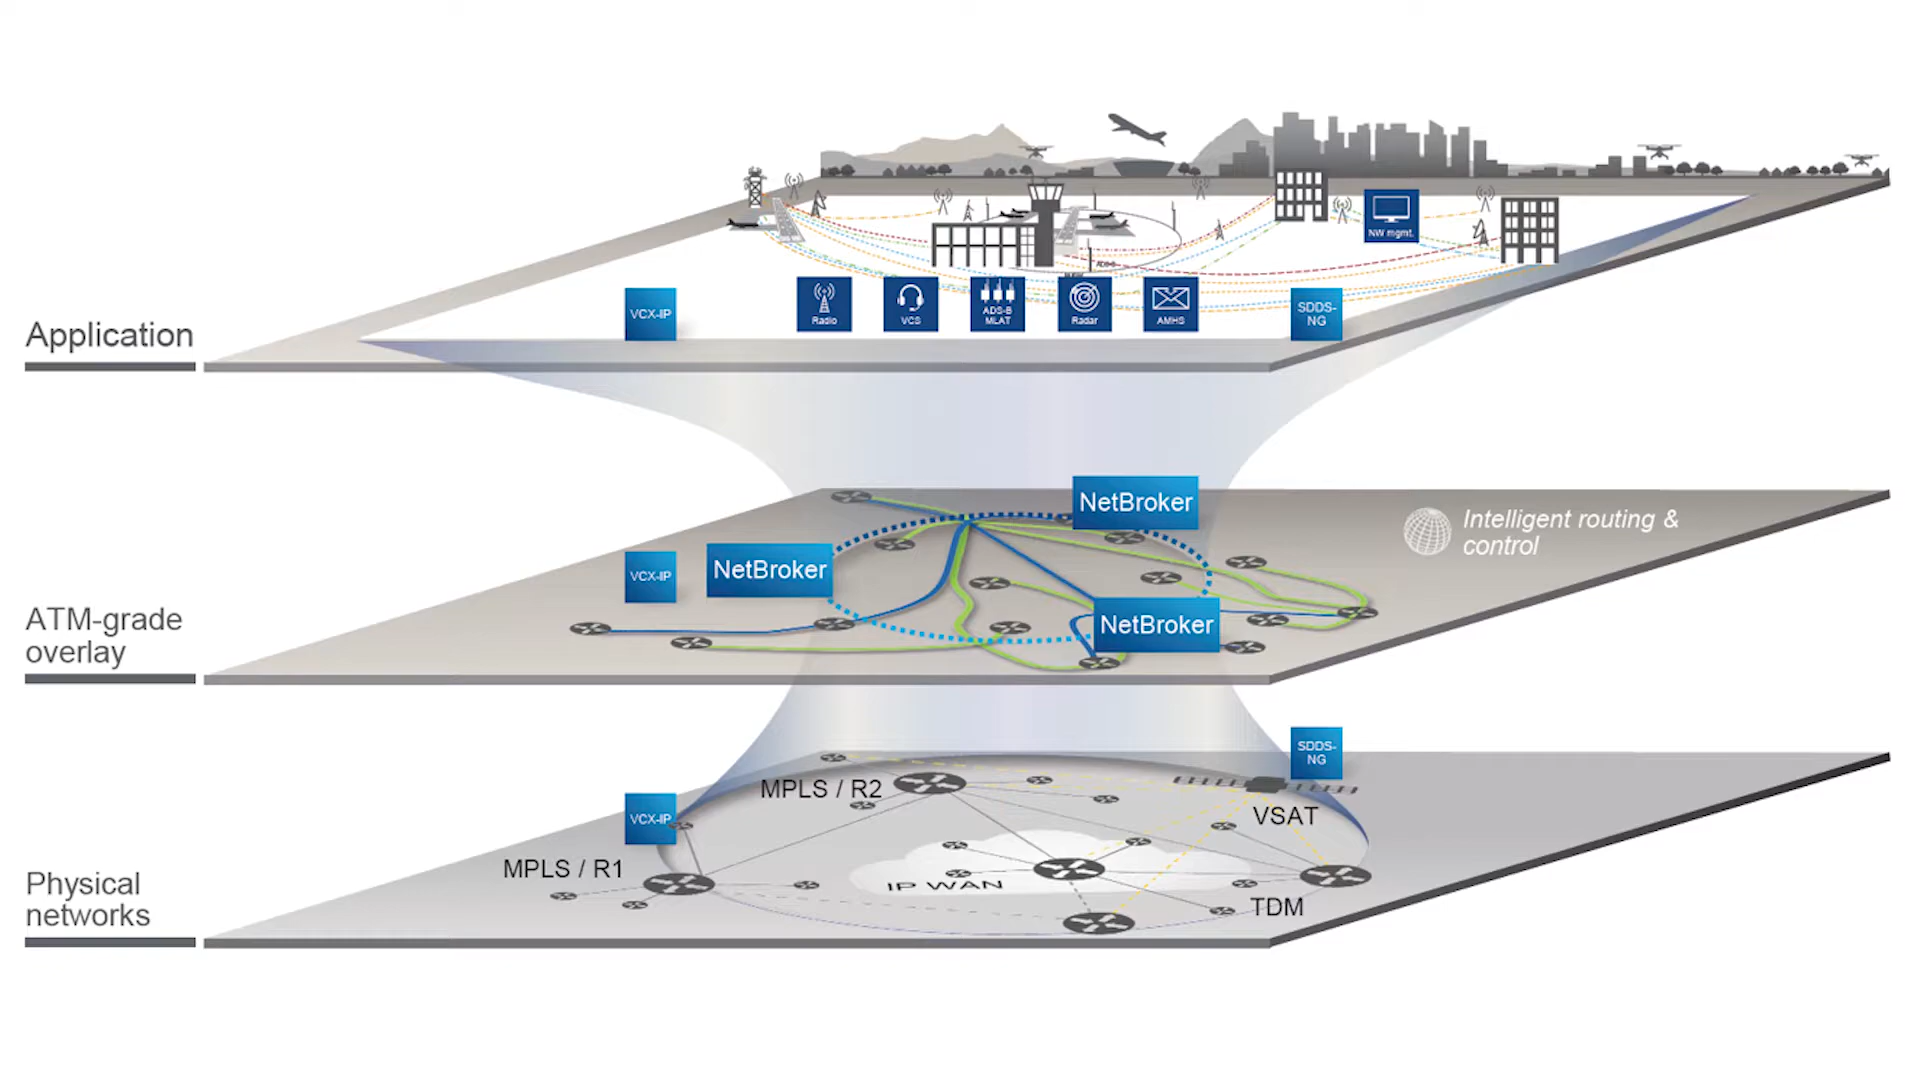 NW mgmt.
VCX-IP
Radio
VCS
ADS-B
MLAT
Radar
AMHS
SDDS-
NG
Application
NetBroker
Intelligent routing &
control
VCX-IP
NetBroker
NetBroker
ATM-grade
overlay
SDDS-
NG
MPLS / R2
VSAT
VCX-IP
MPLS / R1
IP WAN
TDM
Physical
networks